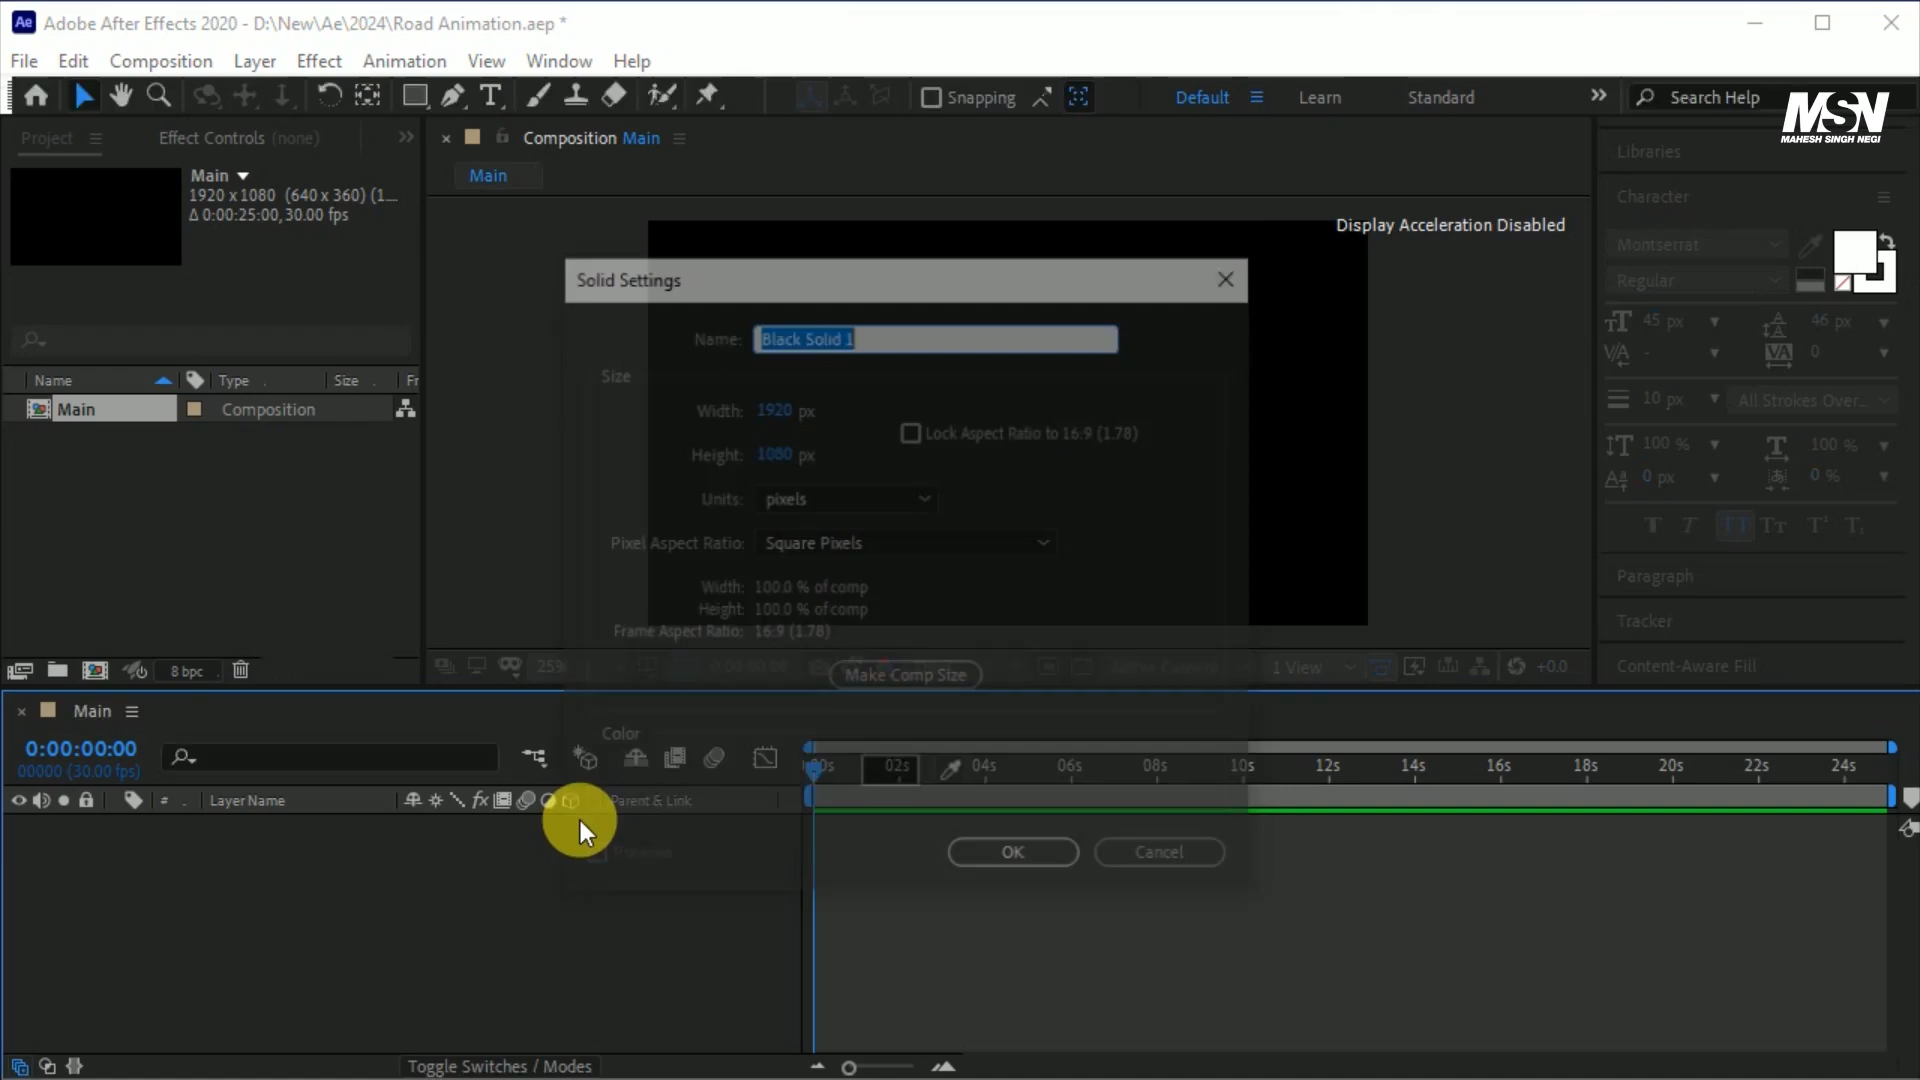 Ae Adobe After Effects 2020 - D:\New\Ae\2024\Road Animation.aep *
File Edit Composition Layer Effect Animation View Window Help
Snapping Default Learn Standard Search Help
MSN
MAHESH SINGH NEGI
Project Effect Controls (none) Composition Main
Libraries
Main
1920 x 1080 (640 x 360) (1...
Δ 0:00:25:00, 30.00 fps
Main
Display Acceleration Disabled
Character
Montserrat
Regular
45 px 46 px
- 0
10 px All Strokes Over...
100 % 100 %
0 px 0 %
Paragraph
Tracker
Content-Aware Fill
Solid Settings
Name: Black Solid 1
Size
Width: 1920 px
Lock Aspect Ratio to 16:9 (1.78)
Height: 1080 px
Units: pixels
Pixel Aspect Ratio: Square Pixels
Width: 100.0 % of comp
Height: 100.0 % of comp
Frame Aspect Ratio: 16:9 (1.78)
Make Comp Size
Color
OK Cancel
Name Type Size Fr
Main Composition
8 bpc
25%
1 View +0.0
Main
0:00:00:00
00000 (30.00 fps)
02s 04s 06s 08s 10s 12s 14s 16s 18s 20s 22s 24s
# Layer Name Parent & Link
Toggle Switches / Modes